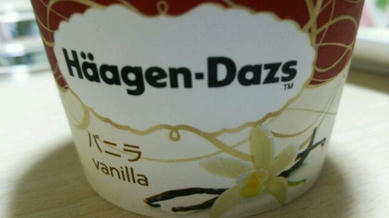 Häagen-Dazs
TM
バニラ
vanilla